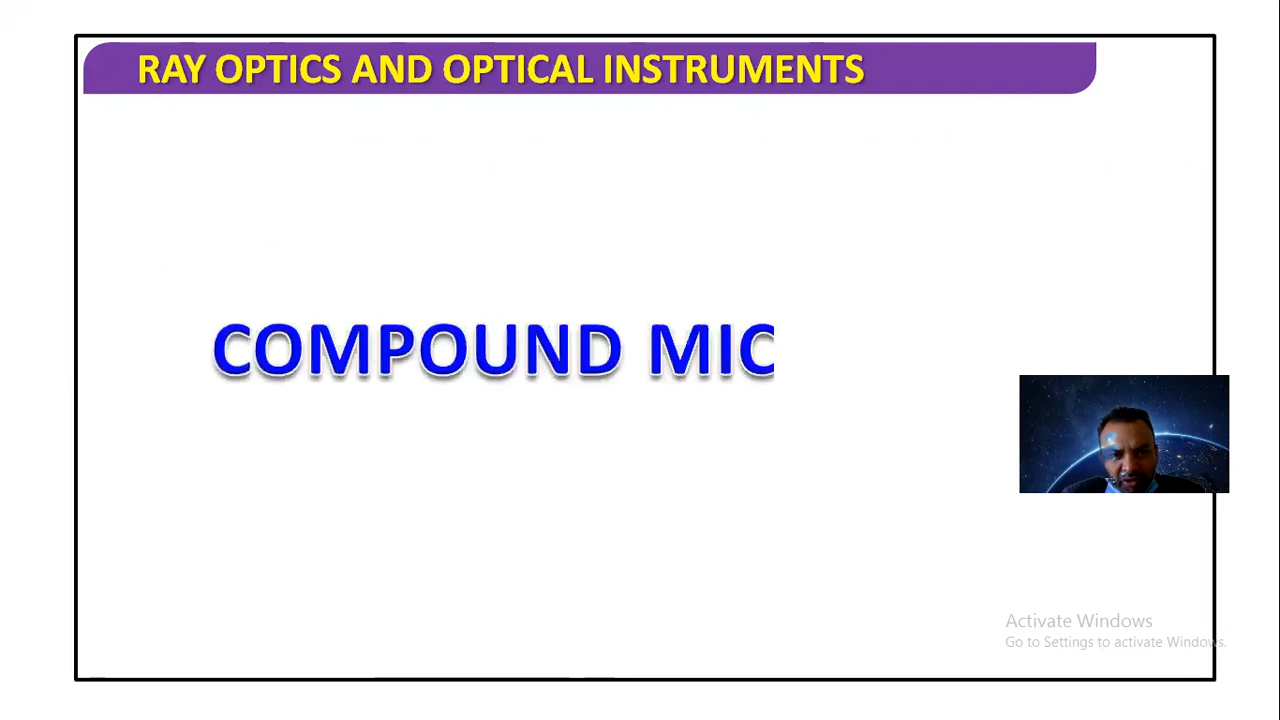 RAY OPTICS AND OPTICAL INSTRUMENTS
COMPOUND MIC
Activate Windows
Go to Settings to activate Windows.